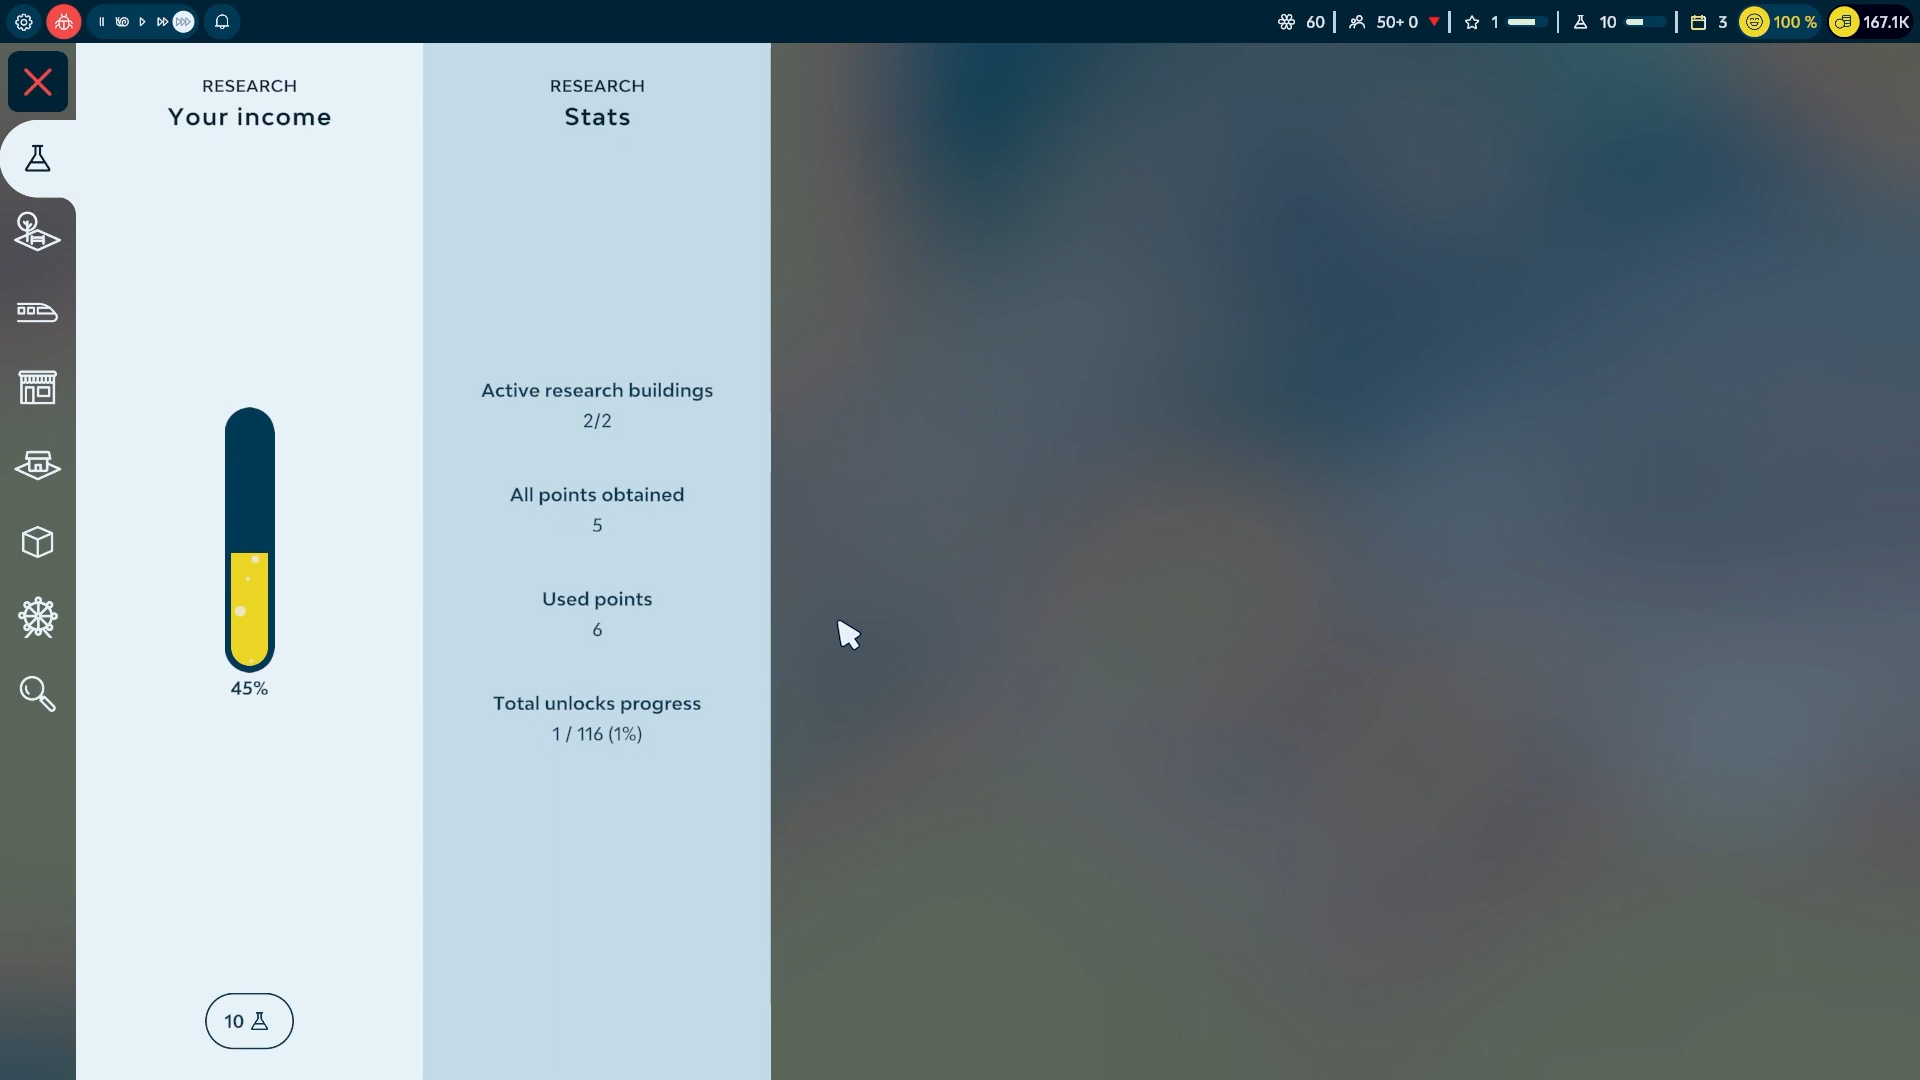 60
50+ 0
1
10
3
100 %
167.1K
RESEARCH
Your income
45%
10
RESEARCH
Stats
Active research buildings
2/2
All points obtained
5
Used points
6
Total unlocks progress
1 / 116 (1%)